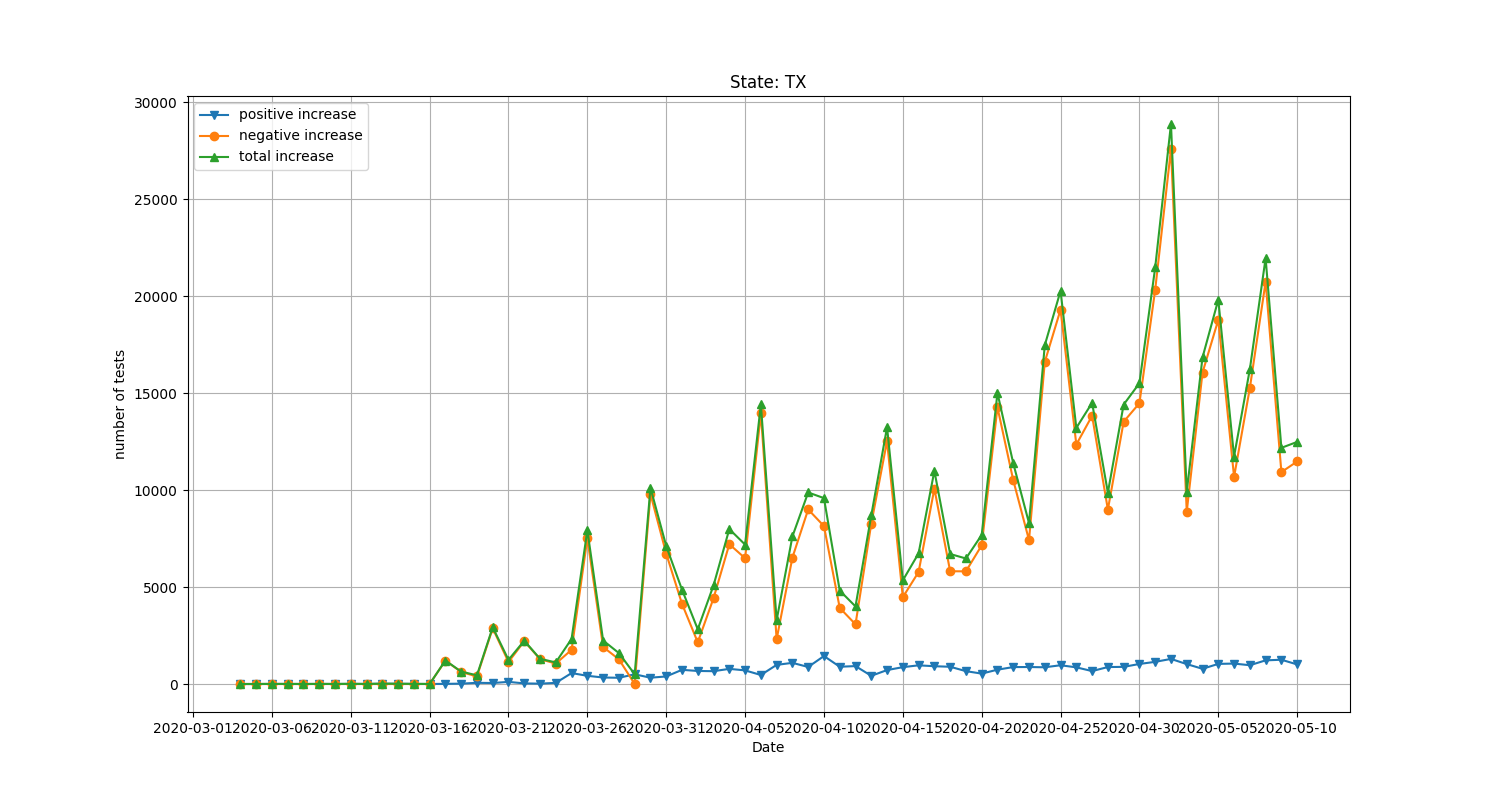 State: TX
30000
25000
20000
15000
10000
5000
0
number of tests
positive increase
negative increase
total increase
2020-03-01 2020-03-06 2020-03-11 2020-03-16 2020-03-21 2020-03-26 2020-03-31 2020-04-05 2020-04-10 2020-04-15 2020-04-20 2020-04-25 2020-04-30 2020-05-05 2020-05-10
Date